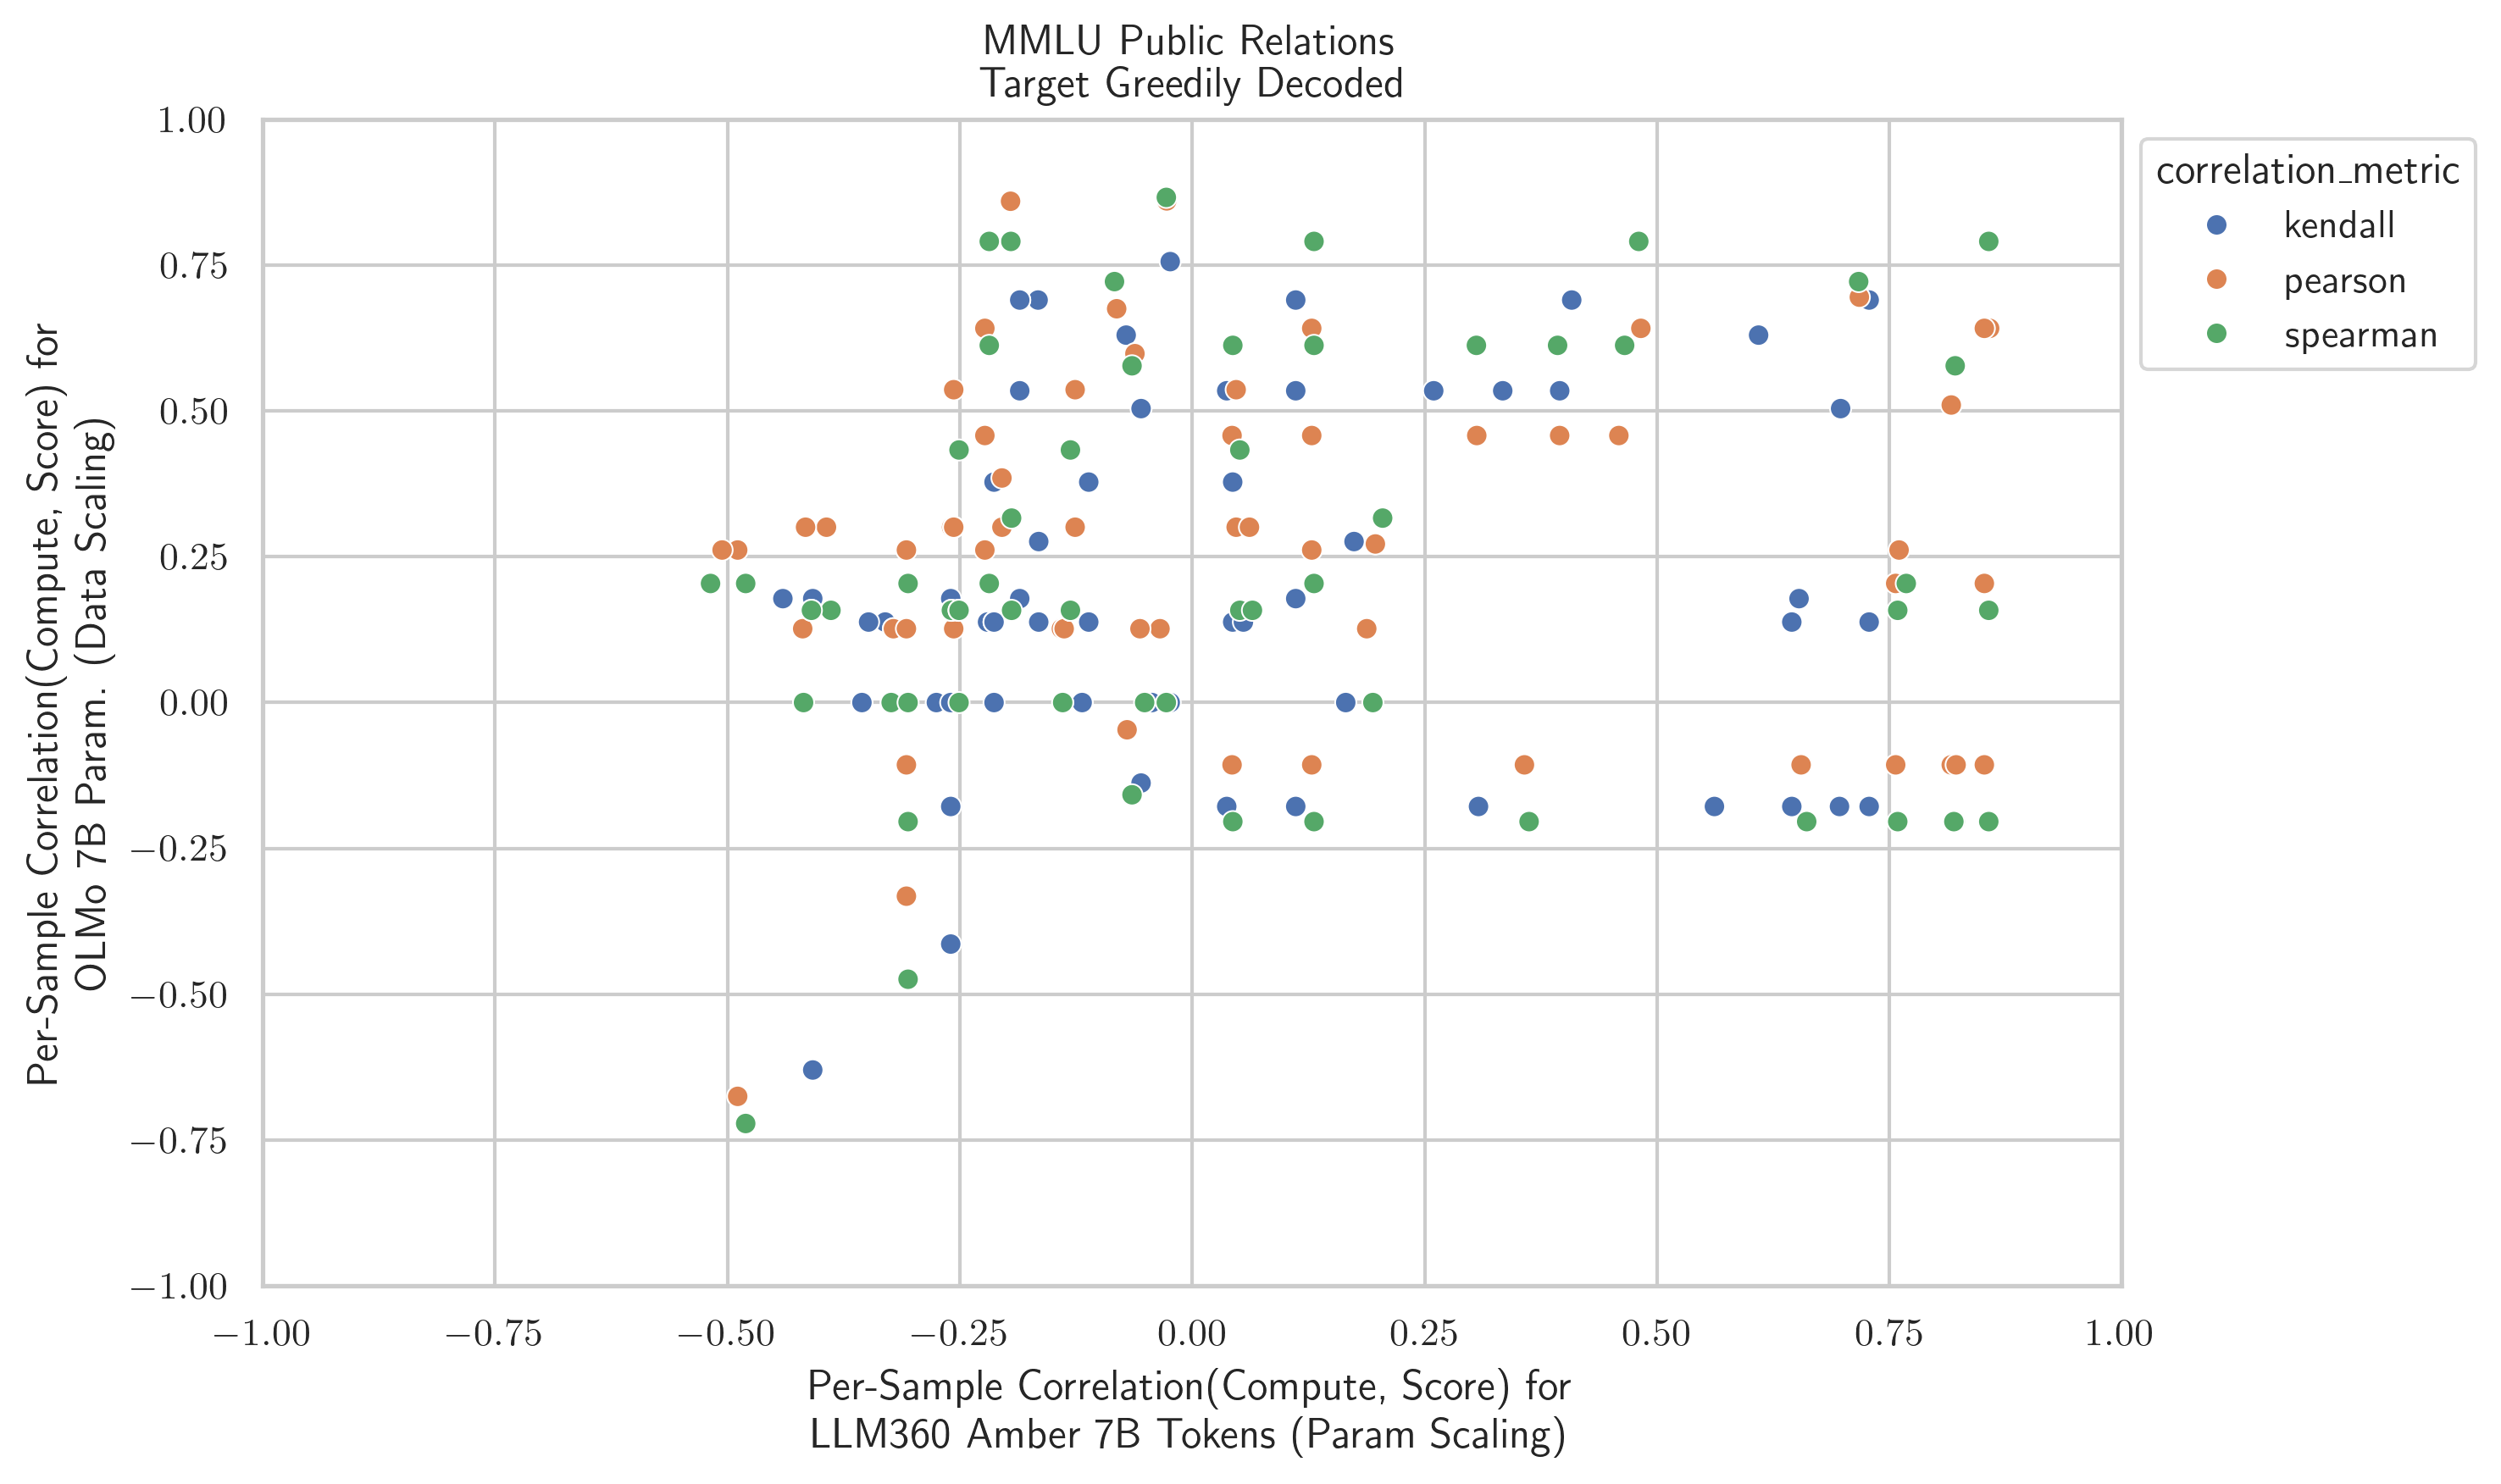 MMLU Public Relations
Target Greedily Decoded
Per-Sample Correlation(Compute, Score) for
OLMo 7B Param. (Data Scaling)
1.00
0.75
0.50
0.25
0.00
−0.25
−0.50
−0.75
−1.00
−1.00 −0.75 −0.50 −0.25 0.00 0.25 0.50 0.75 1.00
Per-Sample Correlation(Compute, Score) for
LLM360 Amber 7B Tokens (Param Scaling)
correlation_metric
kendall
pearson
spearman